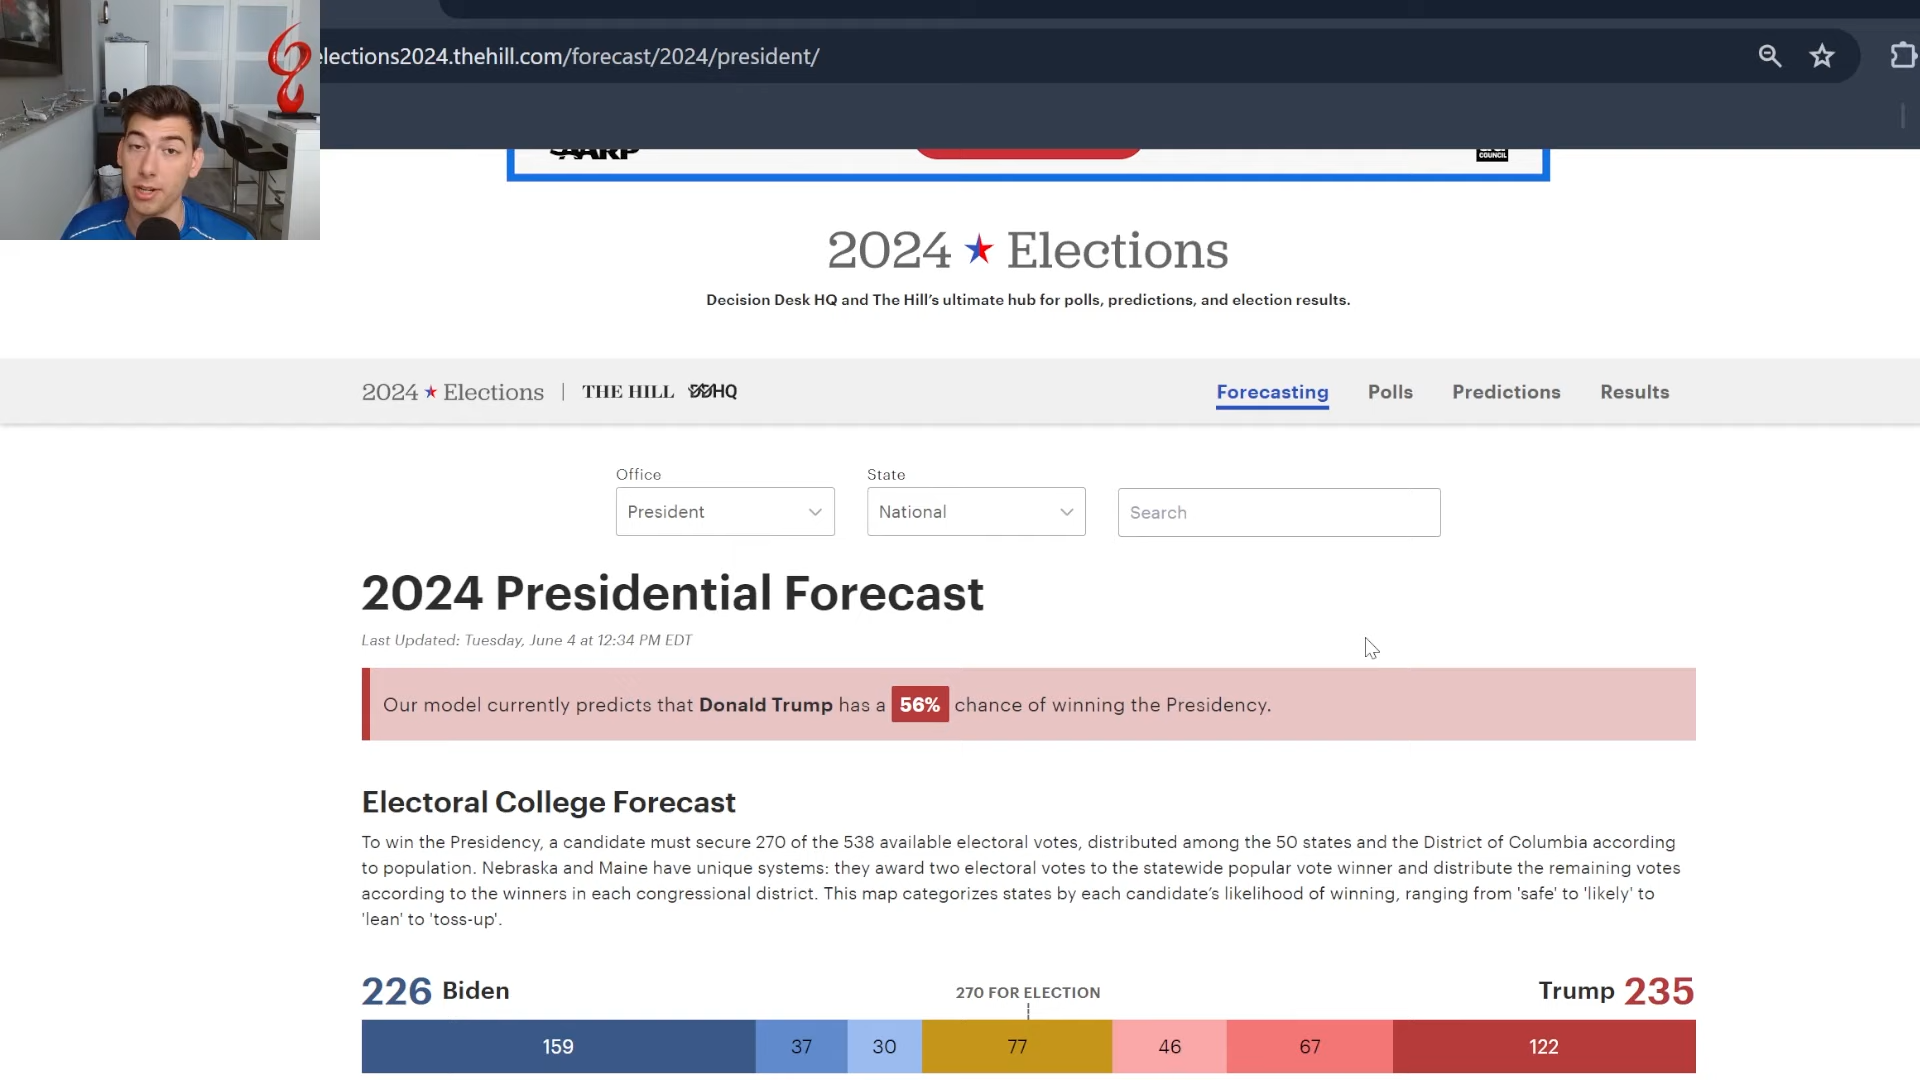 elections2024.thehill.com/forecast/2024/president/
AARP
COUNCIL
2024 ★ Elections
Decision Desk HQ and The Hill's ultimate hub for polls, predictions, and election results.
2024 ★ Elections | THE HILL DDHQ
Forecasting Polls Predictions Results
Office State
President National Search
2024 Presidential Forecast
Last Updated: Tuesday, June 4 at 12:34 PM EDT
Our model currently predicts that Donald Trump has a 56% chance of winning the Presidency.
Electoral College Forecast
To win the Presidency, a candidate must secure 270 of the 538 available electoral votes, distributed among the 50 states and the District of Columbia according
to population. Nebraska and Maine have unique systems: they award two electoral votes to the statewide popular vote winner and distribute the remaining votes
according to the winners in each congressional district. This map categorizes states by each candidate's likelihood of winning, ranging from 'safe' to 'likely' to
'lean' to 'toss-up'.
226 Biden 270 FOR ELECTION Trump 235
159 37 30 77 46 67 122